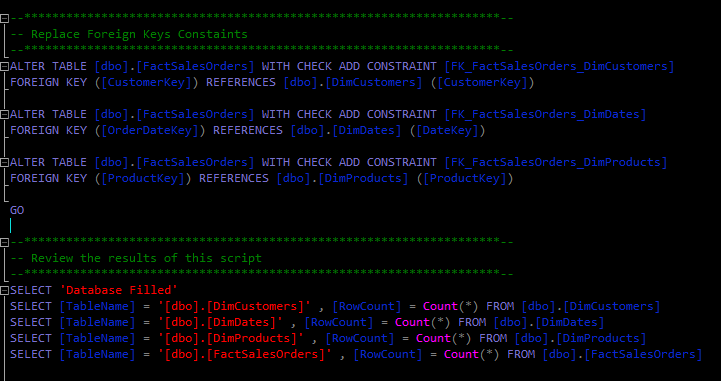 --********************************************************************--
-- Replace Foreign Keys Constaints
--********************************************************************--
ALTER TABLE [dbo].[FactSalesOrders] WITH CHECK ADD CONSTRAINT [FK_FactSalesOrders_DimCustomers]
FOREIGN KEY ([CustomerKey]) REFERENCES [dbo].[DimCustomers] ([CustomerKey])
ALTER TABLE [dbo].[FactSalesOrders] WITH CHECK ADD CONSTRAINT [FK_FactSalesOrders_DimDates]
FOREIGN KEY ([OrderDateKey]) REFERENCES [dbo].[DimDates] ([DateKey])
ALTER TABLE [dbo].[FactSalesOrders] WITH CHECK ADD CONSTRAINT [FK_FactSalesOrders_DimProducts]
FOREIGN KEY ([ProductKey]) REFERENCES [dbo].[DimProducts] ([ProductKey])
GO
--********************************************************************--
-- Review the results of this script
--********************************************************************--
SELECT 'Database Filled'
SELECT [TableName] = '[dbo].[DimCustomers]' , [RowCount] = Count(*) FROM [dbo].[DimCustomers]
SELECT [TableName] = '[dbo].[DimDates]' , [RowCount] = Count(*) FROM [dbo].[DimDates]
SELECT [TableName] = '[dbo].[DimProducts]' , [RowCount] = Count(*) FROM [dbo].[DimProducts]
SELECT [TableName] = '[dbo].[FactSalesOrders]' , [RowCount] = Count(*) FROM [dbo].[FactSalesOrders]